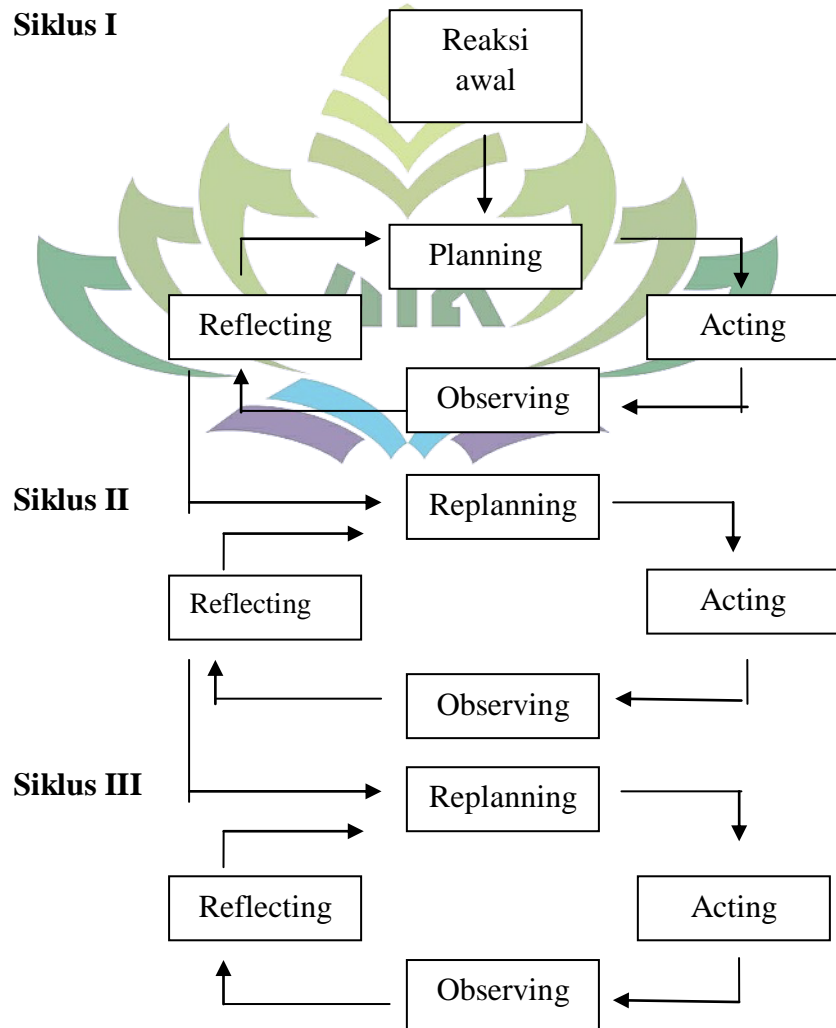 Siklus I
Reaksi
awal
Planning
Reflecting
Acting
Observing
Siklus II
Replanning
Reflecting
Acting
Observing
Siklus III
Replanning
Reflecting
Acting
Observing